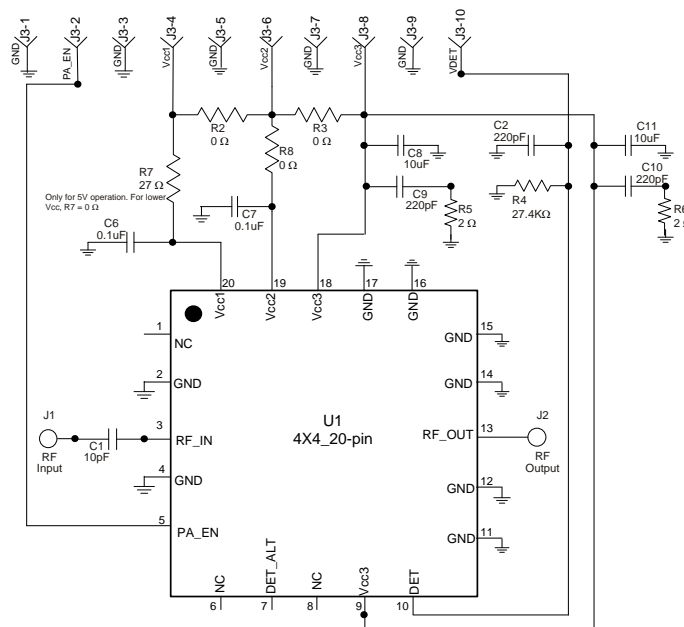 J3-1
GND
J3-2
PA_EN
J3-3
GND
J3-4
Vcc1
J3-5
GND
J3-6
Vcc2
J3-7
GND
J3-8
Vcc3
J3-9
GND
J3-10
VDET
R2
0 Ω
R3
0 Ω
R8
0 Ω
R7
27 Ω
Only for 5V operation. For lower
Vcc, R7 = 0 Ω
C6
0.1uF
C7
0.1uF
C8
10uF
C9
220pF
R5
2 Ω
C2
220pF
R4
27.4KΩ
C11
10uF
C10
220pF
R6
2 Ω
20
19
18
17
16
Vcc1
Vcc2
Vcc3
GND
GND
1
NC
2
GND
3
RF_IN
4
GND
5
PA_EN
J1
RF
Input
C1
10pF
U1
4X4_20-pin
15
GND
14
GND
13
RF_OUT
12
GND
11
GND
J2
RF
Output
NC
DET_ALT
NC
Vcc3
DET
6
7
8
9
10